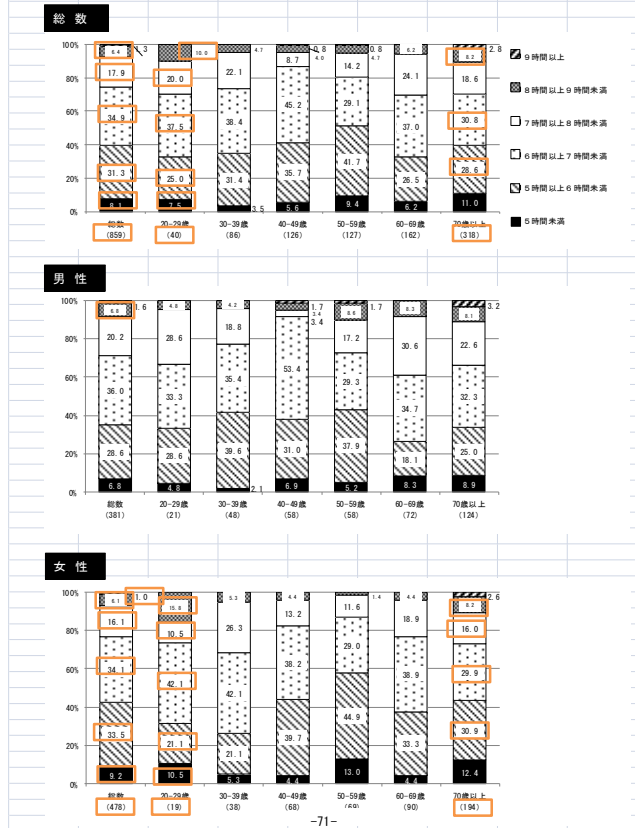 総 数
100%
80%
60%
40%
20%
0%
6.4 1.3 10.0 4.7 0.8 0.8 6.2 8.2 2.8
17.9 20.0 22.1 8.7 4.0 14.2 4.7 24.1 18.6
34.9 37.5 38.4 45.2 29.1 37.0 30.8
31.3 25.0 31.4 35.7 41.7 26.5 28.6
8.1 7.5 3.5 5.6 9.4 6.2 11.0
総数 20-29歳 30-39歳 40-49歳 50-59歳 60-69歳 70歳以上
(859) (40) (86) (126) (127) (162) (318)
9時間以上
8時間以上9時間未満
7時間以上8時間未満
6時間以上7時間未満
5時間以上6時間未満
5時間未満
男 性
100%
80%
60%
40%
20%
0%
6.8 1.6 4.8 4.2 1.7 3.4 8.6 1.7 8.3 8.1 3.2
20.2 28.6 18.8 3.4 17.2 30.6 22.6
36.0 33.3 35.4 53.4 29.3 34.7 32.3
28.6 28.6 39.6 31.0 37.9 18.1 25.0
6.8 4.8 2.1 6.9 5.2 8.3 8.9
総数 20-29歳 30-39歳 40-49歳 50-59歳 60-69歳 70歳以上
(381) (21) (48) (58) (58) (72) (124)
女 性
100%
80%
60%
40%
20%
0%
6.1 1.0 15.8 5.3 4.4 1.4 4.4 8.2 2.6
16.1 10.5 26.3 13.2 11.6 18.9 16.0
34.1 42.1 42.1 38.2 29.0 38.9 29.9
33.5 21.1 21.1 39.7 44.9 33.3 30.9
9.2 10.5 5.3 4.4 13.0 4.4 12.4
総数 20-29歳 30-39歳 40-49歳 50-59歳 60-69歳 70歳以上
(478) (19) (38) (68) (69) (90) (194)
-71-